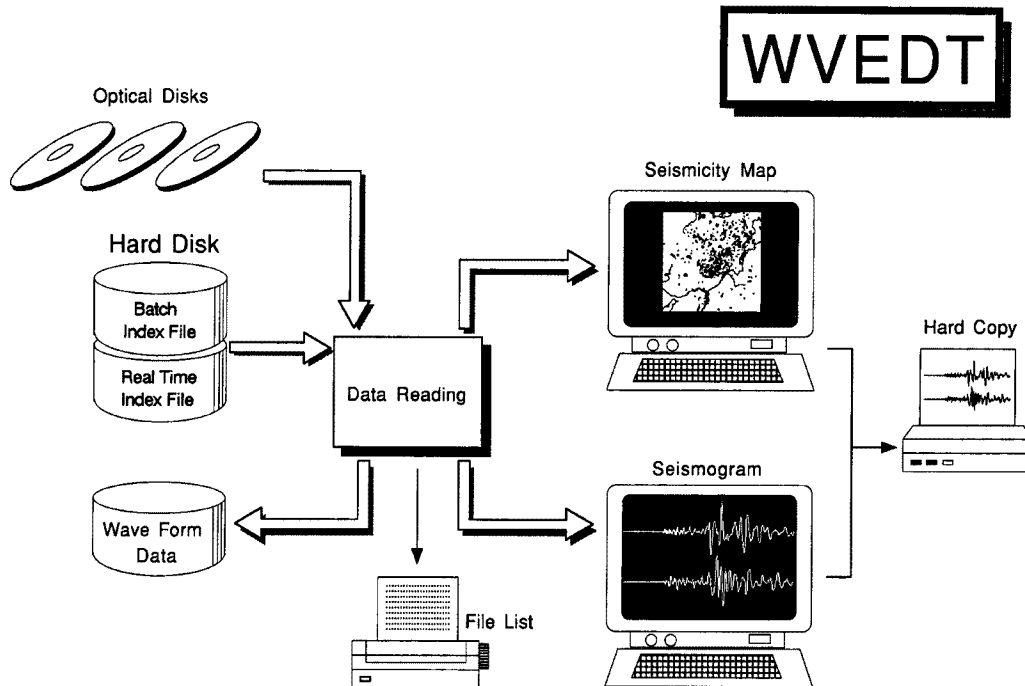 WVEDT
Optical Disks
Seismicity Map
Hard Disk
Batch
Index File
Real Time
Index File
Data Reading
Hard Copy
Seismogram
Wave Form
Data
File List